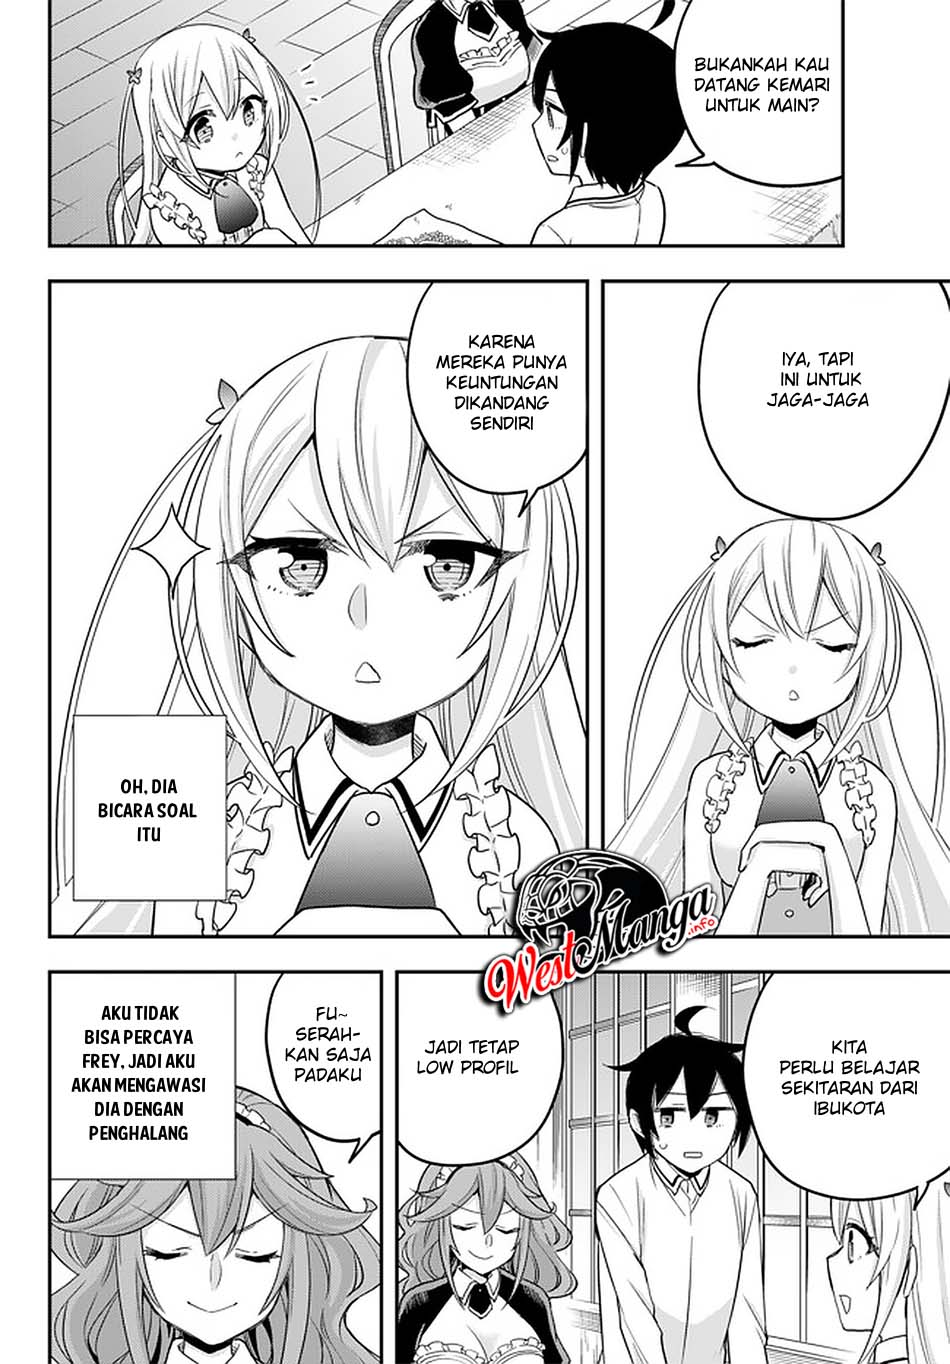 BUKANKAH KAU
DATANG KEMARI
UNTUK MAIN?
IYA, TAPI
INI UNTUK
JAGA-JAGA
KARENA
MEREKA PUNYA
KEUNTUNGAN
DIKANDANG
SENDIRI
OH, DIA
BICARA SOAL
ITU
WestManga
.info
KITA
PERLU BELAJAR
SEKITARAN DARI
IBUKOTA
JADI TETAP
LOW PROFIL
FU~
SERAH-
KAN SAJA
PADAKU
AKU TIDAK
BISA PERCAYA
FREY, JADI AKU
AKAN MENGAWASI
DIA DENGAN
PENGHALANG